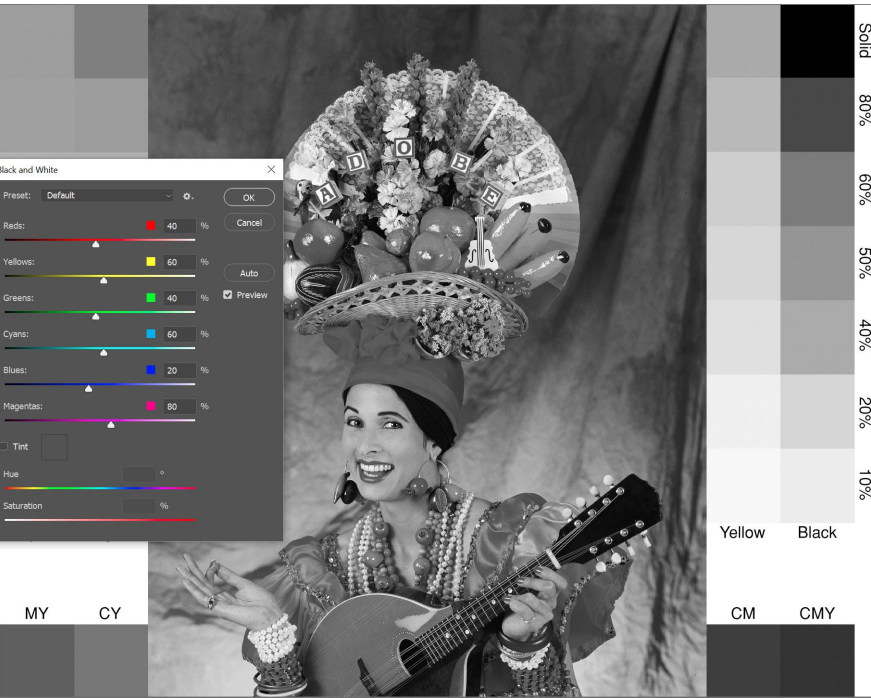 Black and White
Preset: Default
OK
Reds: 40 %
Cancel
Yellows: 60 %
Auto
Greens: 40 %
Preview
Cyans: 60 %
Blues: 20 %
Magentas: 80 %
Tint
Hue °
Saturation %
A D O B E
Solid
80%
60%
50%
40%
20%
10%
Yellow Black
MY CY CM CMY